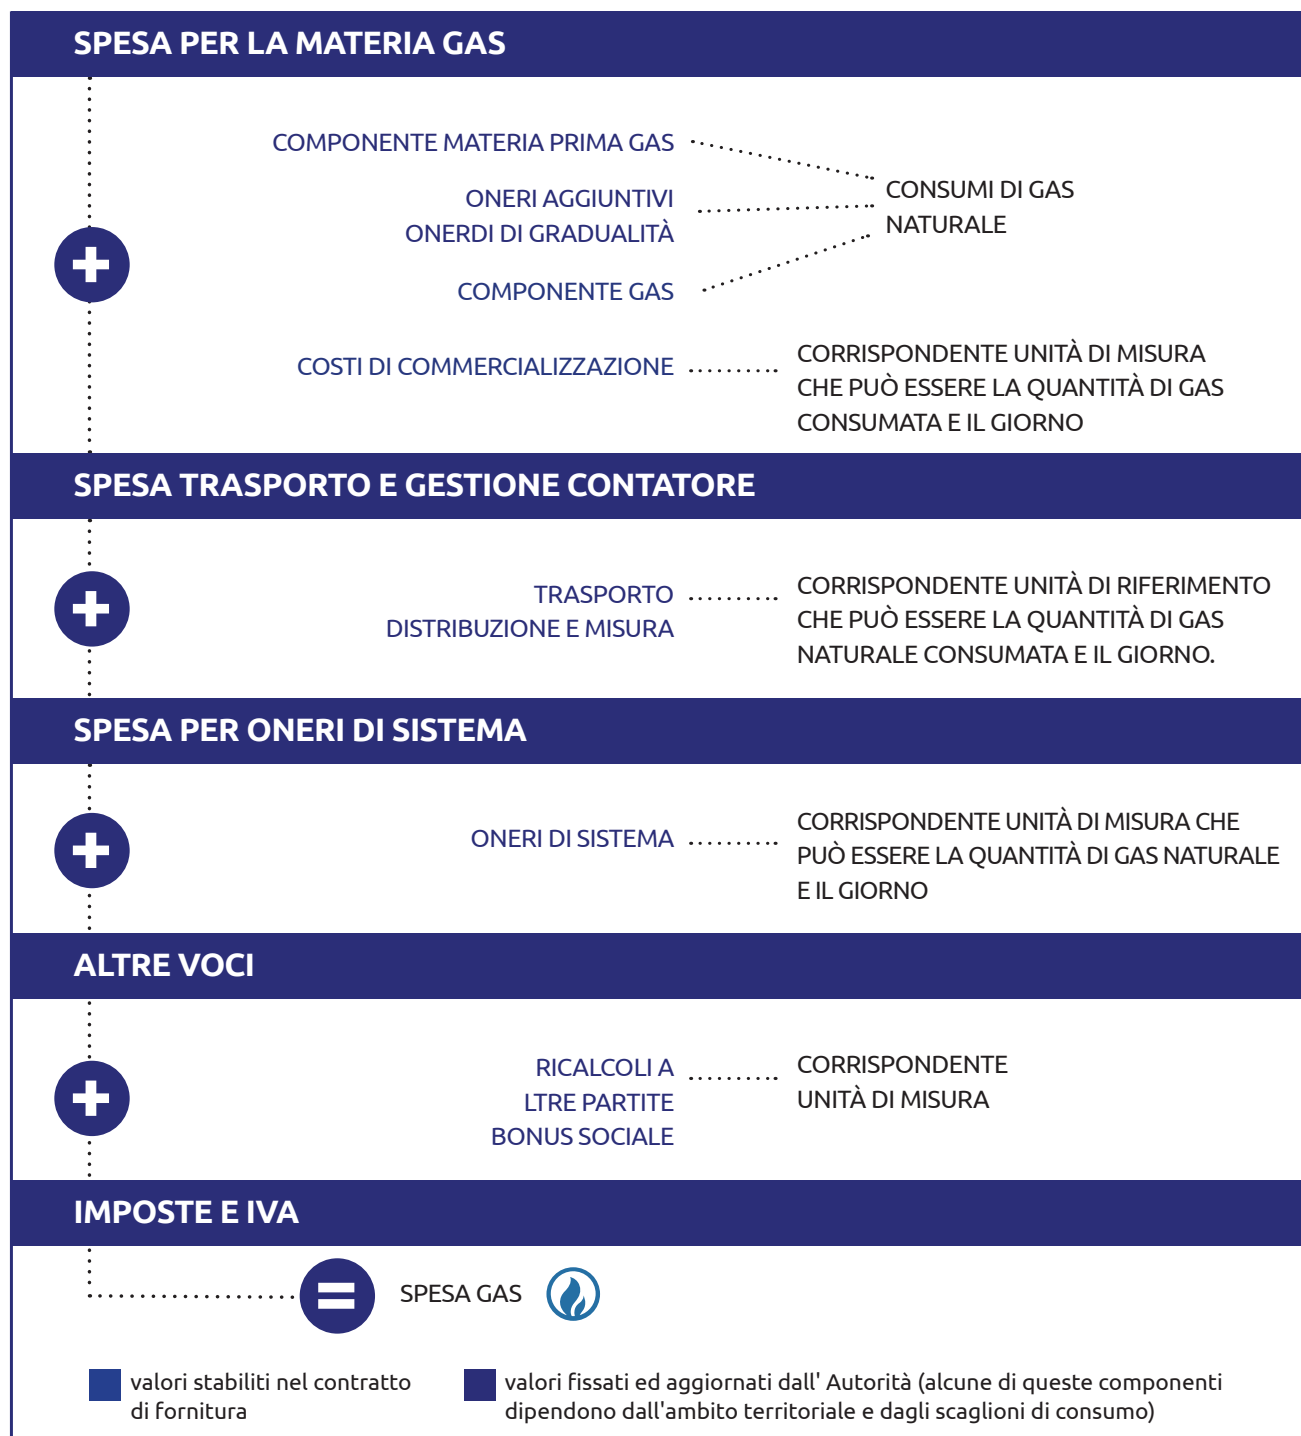 SPESA PER LA MATERIA GAS
COMPONENTE MATERIA PRIMA GAS
ONERI AGGIUNTIVI
ONERDI DI GRADUALITÀ
COMPONENTE GAS
CONSUMI DI GAS
NATURALE
COSTI DI COMMERCIALIZZAZIONE
CORRISPONDENTE UNITÀ DI MISURA
CHE PUÒ ESSERE LA QUANTITÀ DI GAS
CONSUMATA E IL GIORNO
SPESA TRASPORTO E GESTIONE CONTATORE
TRASPORTO
DISTRIBUZIONE E MISURA
CORRISPONDENTE UNITÀ DI RIFERIMENTO
CHE PUÒ ESSERE LA QUANTITÀ DI GAS
NATURALE CONSUMATA E IL GIORNO.
SPESA PER ONERI DI SISTEMA
ONERI DI SISTEMA
CORRISPONDENTE UNITÀ DI MISURA CHE
PUÒ ESSERE LA QUANTITÀ DI GAS NATURALE
E IL GIORNO
ALTRE VOCI
RICALCOLI A
LTRE PARTITE
BONUS SOCIALE
CORRISPONDENTE
UNITÀ DI MISURA
IMPOSTE E IVA
SPESA GAS
valori stabiliti nel contratto
di fornitura
valori fissati ed aggiornati dall' Autorità (alcune di queste componenti
dipendono dall'ambito territoriale e dagli scaglioni di consumo)